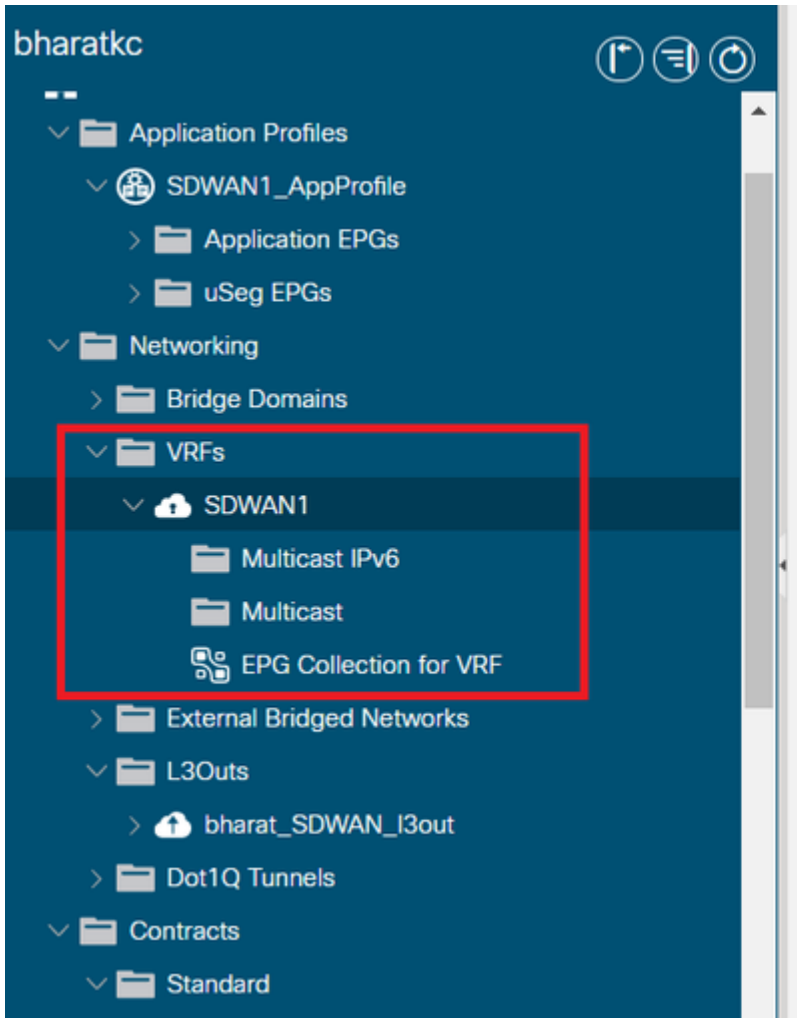 bharatkc
Application Profiles
SDWAN1_AppProfile
Application EPGs
uSeg EPGs
Networking
Bridge Domains
VRFs
SDWAN1
Multicast IPv6
Multicast
EPG Collection for VRF
External Bridged Networks
L3Outs
bharat_SDWAN_l3out
Dot1Q Tunnels
Contracts
Standard